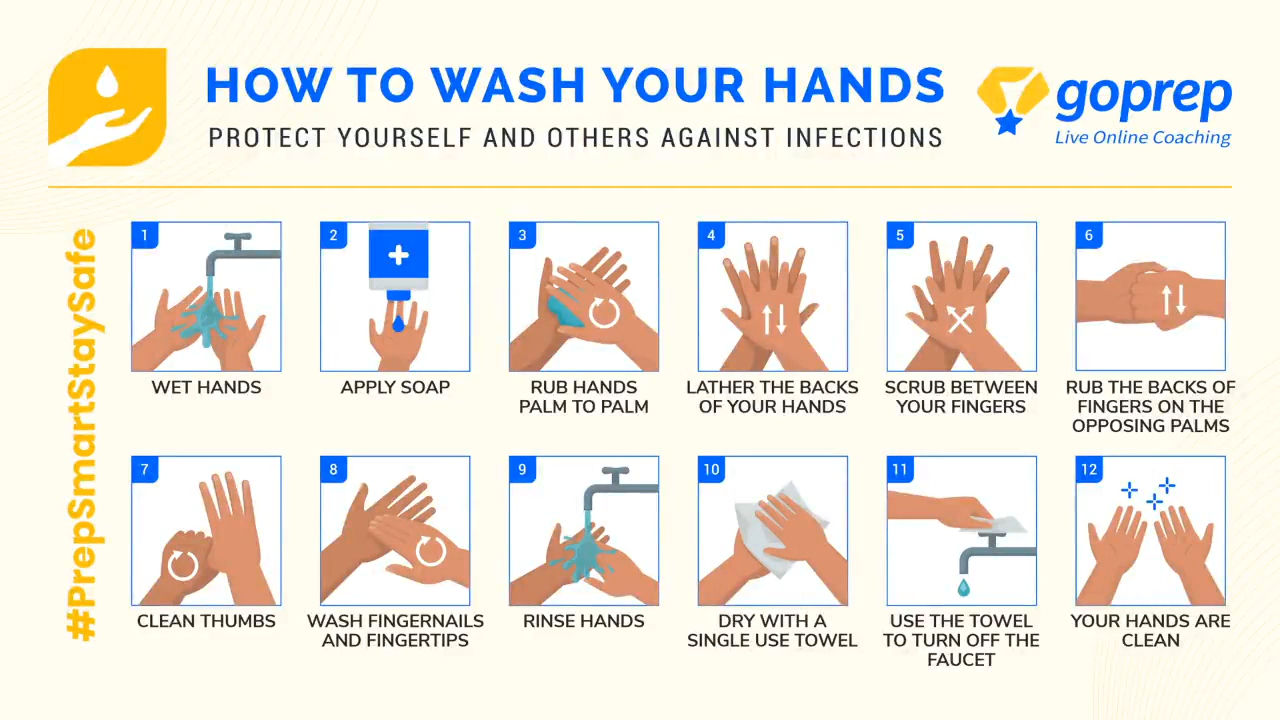 HOW TO WASH YOUR HANDS
PROTECT YOURSELF AND OTHERS AGAINST INFECTIONS
goprep
Live Online Coaching
#PrepSmartStaySafe
1
WET HANDS
2
APPLY SOAP
3
RUB HANDS
PALM TO PALM
4
LATHER THE BACKS
OF YOUR HANDS
5
SCRUB BETWEEN
YOUR FINGERS
6
RUB THE BACKS OF
FINGERS ON THE
OPPOSING PALMS
7
CLEAN THUMBS
8
WASH FINGERNAILS
AND FINGERTIPS
9
RINSE HANDS
10
DRY WITH A
SINGLE USE TOWEL
11
USE THE TOWEL
TO TURN OFF THE
FAUCET
12
YOUR HANDS ARE
CLEAN